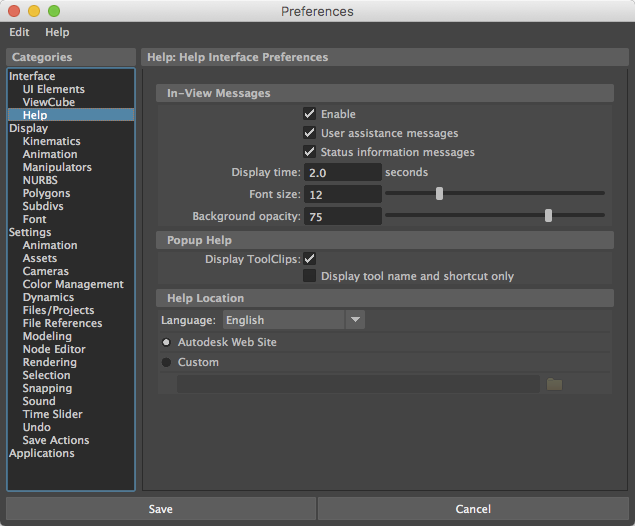 Preferences
Edit Help
Categories
Interface
UI Elements
ViewCube
Help
Display
Kinematics
Animation
Manipulators
NURBS
Polygons
Subdivs
Font
Settings
Animation
Assets
Cameras
Color Management
Dynamics
Files/Projects
File References
Modeling
Node Editor
Rendering
Selection
Snapping
Sound
Time Slider
Undo
Save Actions
Applications
Help: Help Interface Preferences
In-View Messages
Enable
User assistance messages
Status information messages
Display time: 2.0 seconds
Font size: 12
Background opacity: 75
Popup Help
Display ToolClips:
Display tool name and shortcut only
Help Location
Language: English
Autodesk Web Site
Custom
Save Cancel